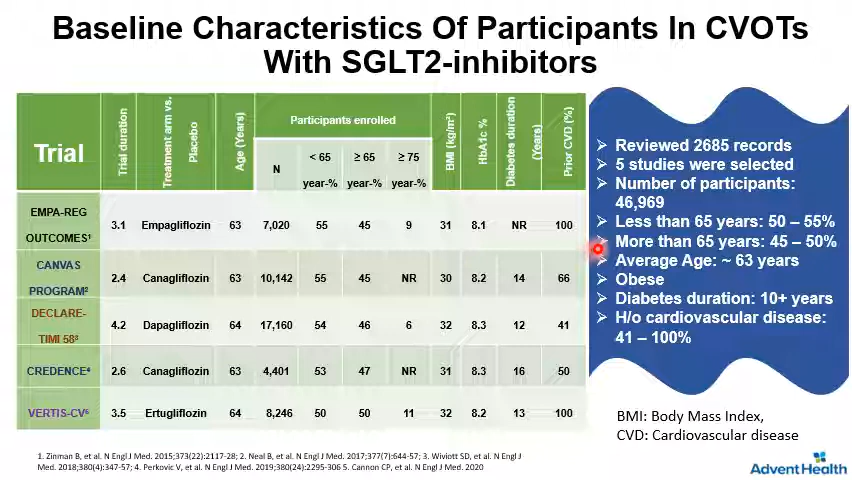 Baseline Characteristics Of Participants In CVOTs
With SGLT2-inhibitors
Trial
Trial duration
Treatment arm vs.
Placebo
Age (Years)
Participants enrolled
N
< 65
year-%
≥ 65
year-%
≥ 75
year-%
BMI (kg/m²)
HbA1c %
Diabetes duration
(Years)
Prior CVD (%)
EMPA-REG
OUTCOMES¹
3.1 Empagliflozin 63 7,020 55 45 9 31 8.1 NR 100
CANVAS
PROGRAM²
2.4 Canagliflozin 63 10,142 55 45 NR 30 8.2 14 66
DECLARE-
TIMI 58³
4.2 Dapagliflozin 64 17,160 54 46 6 32 8.3 12 41
CREDENCE⁴ 2.6 Canagliflozin 63 4,401 53 47 NR 31 8.3 16 50
VERTIS-CV⁵ 3.5 Ertugliflozin 64 8,246 50 50 11 32 8.2 13 100
➢ Reviewed 2685 records
➢ 5 studies were selected
➢ Number of participants:
46,969
➢ Less than 65 years: 50 – 55%
➢ More than 65 years: 45 – 50%
➢ Average Age: ~ 63 years
➢ Obese
➢ Diabetes duration: 10+ years
➢ H/o cardiovascular disease:
41 – 100%
BMI: Body Mass Index,
CVD: Cardiovascular disease
1. Zinman B, et al. N Engl J Med. 2015;373(22):2117-28; 2. Neal B, et al. N Engl J Med. 2017;377(7):644-57; 3. Wiviott SD, et al. N Engl J
Med. 2018;380(4):347-57; 4. Perkovic V, et al. N Engl J Med. 2019;380(24):2295-306 5. Cannon CP, et al. N Engl J Med. 2020
Advent Health